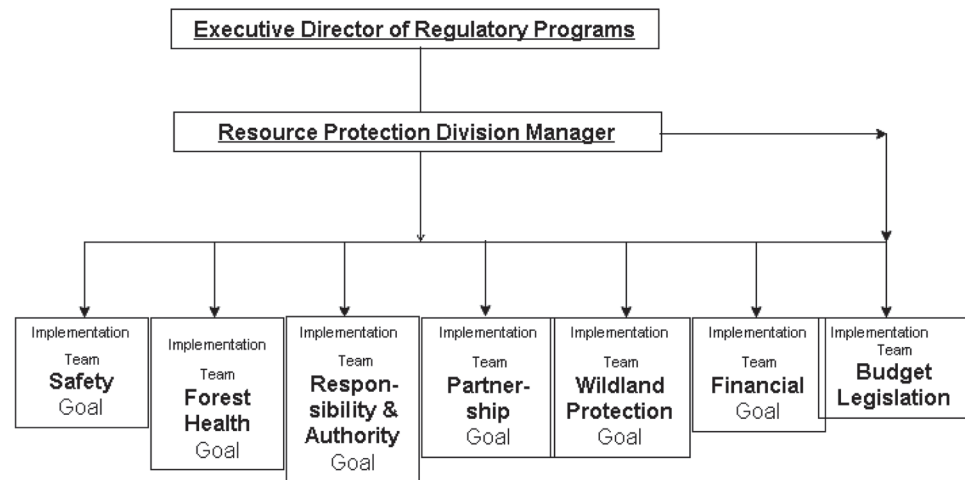 Executive Director of Regulatory Programs
Resource Protection Division Manager
Implementation
Team
Safety
Goal
Implementation
Team
Forest
Health
Goal
Implementation
Team
Respon-
sibility &
Authority
Goal
Implementation
Team
Partner-
ship
Goal
Implementation
Team
Wildland
Protection
Goal
Implementation
Team
Financial
Goal
Implementation
Team
Budget
Legislation